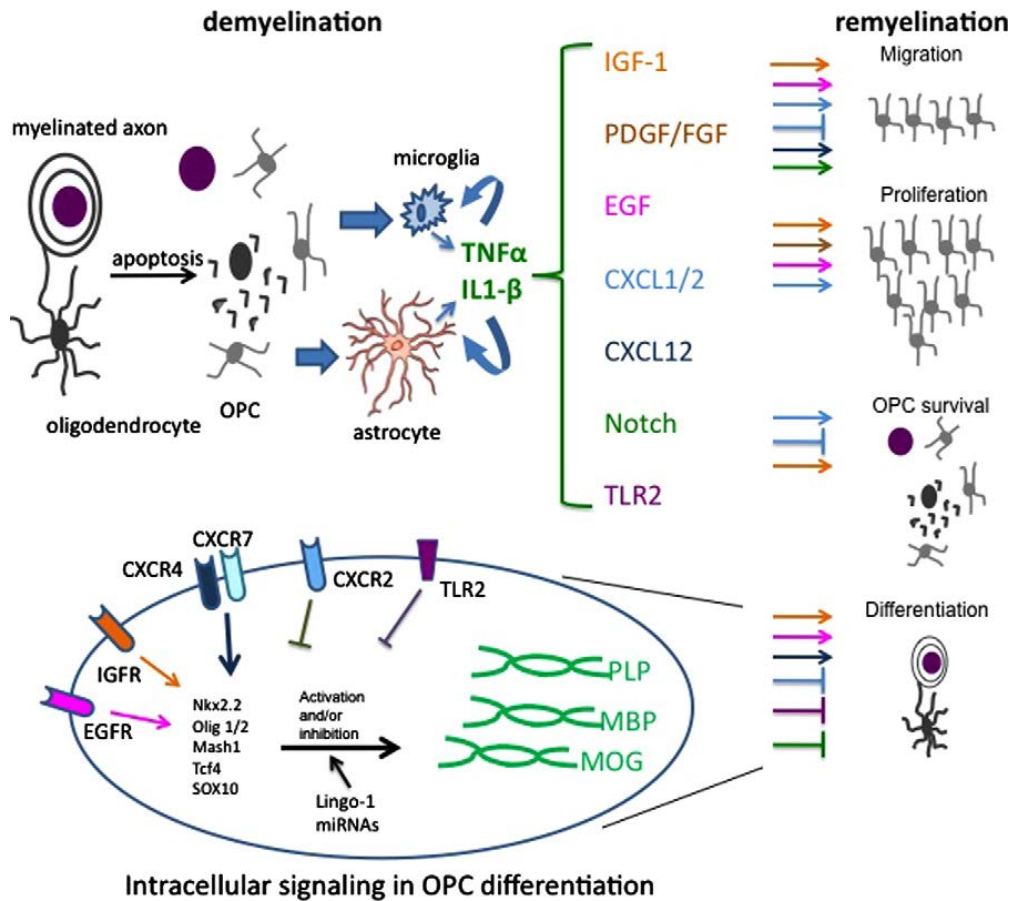 demyelination
remyelination
myelinated axon
apoptosis
oligodendrocyte
OPC
microglia
TNFα
IL1-β
astrocyte
IGF-1
PDGF/FGF
EGF
CXCL1/2
CXCL12
Notch
TLR2
Migration
Proliferation
OPC survival
Differentiation
CXCR7
CXCR4
CXCR2
TLR2
IGFR
EGFR
Nkx2.2
Olig 1/2
Mash1
Tcf4
SOX10
Activation
and/or
inhibition
Lingo-1
miRNAs
PLP
MBP
MOG
Intracellular signaling in OPC differentiation